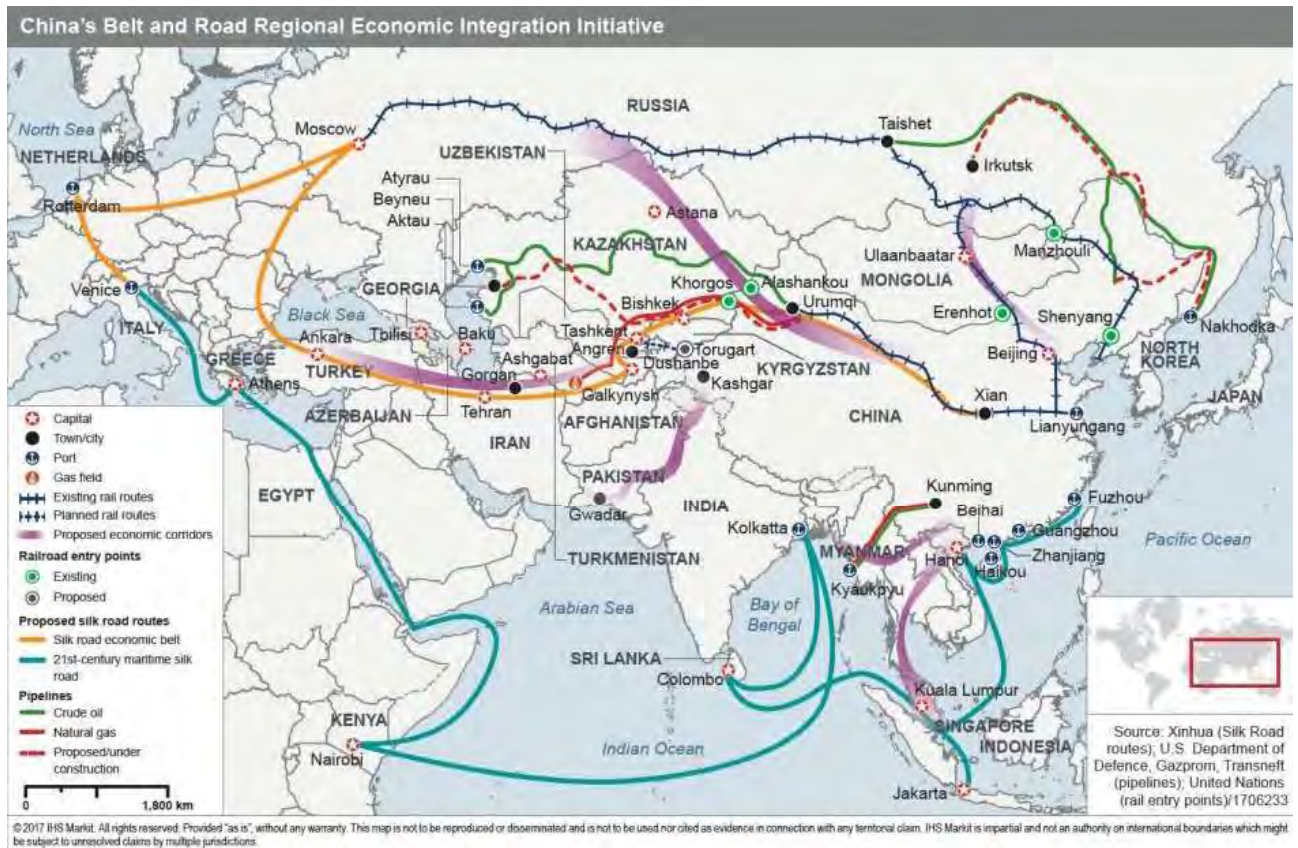 China's Belt and Road Regional Economic Integration Initiative
RUSSIA
North Sea
Moscow
Taishet
NETHERLANDS
UZBEKISTAN
Irkutsk
Atyrau
Rotterdam
Beyneu
Aktau
Astana
KAZAKHSTAN
Ulaanbaatar
Manzhouli
MONGOLIA
Venice
GEORGIA
Khorgos
Alashankou
Urumqi
Bishkek
Erenhot
Shenyang
ITALY
Black Sea
Tbilisi
Baku
Ankara
Tashkent
Nakhodka
Angren
Torugart
Beijing
NORTH
KOREA
GREECE
Ashgabat
Dushanbe
KYRGYZSTAN
TURKEY
Gorgan
Athens
Galkynysh
Kashgar
Xian
JAPAN
AZERBAIJAN
Tehran
AFGHANISTAN
CHINA
Lianyungang
IRAN
EGYPT
PAKISTAN
Kunming
Gwadar
INDIA
Beihai
Fuzhou
Kolkatta
Guangzhou
TURKMENISTAN
MYANMAR
Hanoi
Zhanjiang
Pacific Ocean
Haikou
Kyaukpyu
Arabian Sea
Bay of
Bengal
SRI LANKA
Colombo
Kuala Lumpur
SINGAPORE
KENYA
INDONESIA
Nairobi
Indian Ocean
Jakarta
Capital
Town/city
Port
Gas field
Existing rail routes
Planned rail routes
Proposed economic corridors
Railroad entry points
Existing
Proposed
Proposed silk road routes
Silk road economic belt
21st-century maritime silk
road
Pipelines
Crude oil
Natural gas
Proposed/under
construction
0
1,800 km
Source: Xinhua (Silk Road
routes); U.S. Department of
Defence, Gazprom, Transneft
(pipelines); United Nations
(rail entry points)/1706233
© 2017 IHS Markit. All rights reserved. Provided "as is", without any warranty. This map is not to be reproduced or disseminated and is not to be used nor cited as evidence in connection with any territorial claim. IHS Markit is impartial and not an authority on international boundaries which might
be subject to unresolved claims by multiple jurisdictions.